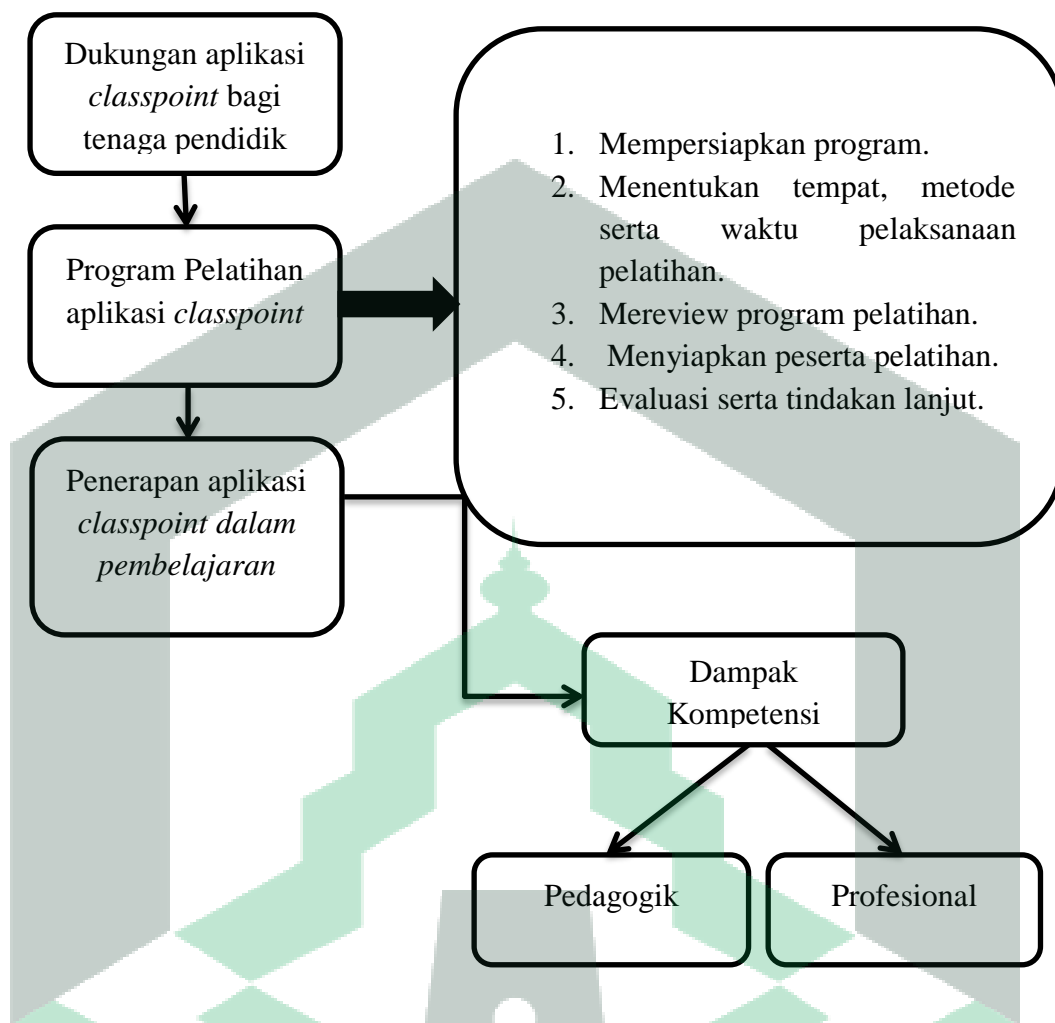 Dukungan aplikasi
classpoint bagi
tenaga pendidik
Program Pelatihan
aplikasi classpoint
1. Mempersiapkan program.
2. Menentukan tempat, metode
serta waktu pelaksanaan
pelatihan.
3. Mereview program pelatihan.
4. Menyiapkan peserta pelatihan.
5. Evaluasi serta tindakan lanjut.
Penerapan aplikasi
classpoint dalam
pembelajaran
Dampak
Kompetensi
Pedagogik
Profesional